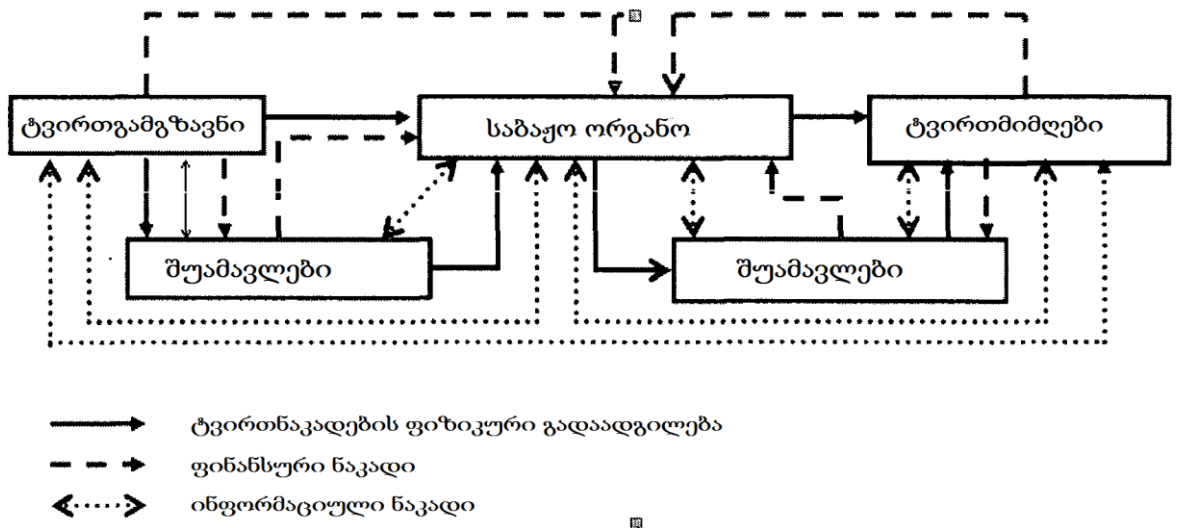 ტვირთგამგზავნი
საბაჟო ორგანო
ტვირთმიმღები
შუამავლები
შუამავლები
ტვირთნაკადების ფიზიკური გადაადგილება
ფინანსური ნაკადი
ინფორმაციული ნაკადი